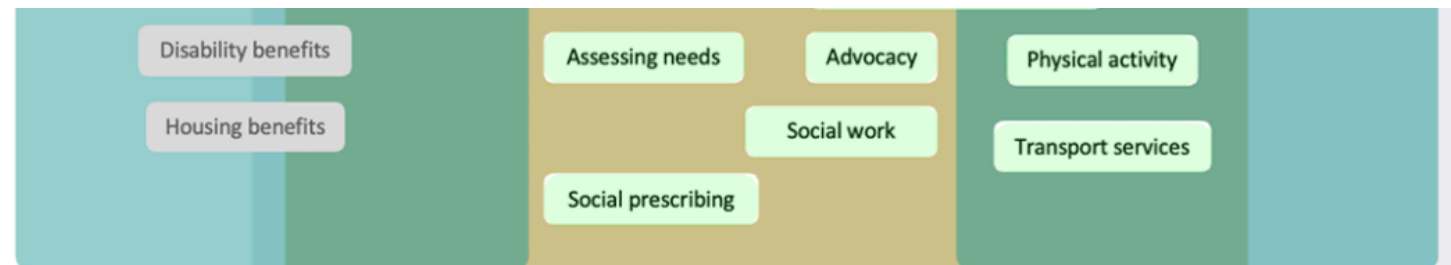 Disability benefits
Housing benefits
Assessing needs
Advocacy
Social work
Social prescribing
Physical activity
Transport services